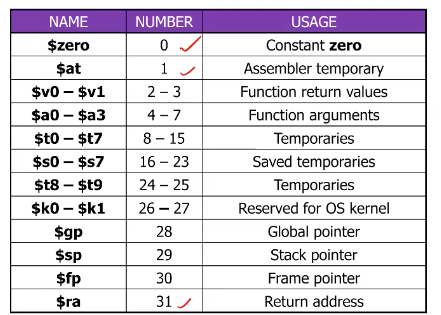 NAME NUMBER USAGE
$zero 0 Constant zero
$at 1 Assembler temporary
$v0 – $v1 2 – 3 Function return values
$a0 – $a3 4 – 7 Function arguments
$t0 – $t7 8 – 15 Temporaries
$s0 – $s7 16 – 23 Saved temporaries
$t8 – $t9 24 – 25 Temporaries
$k0 – $k1 26 – 27 Reserved for OS kernel
$gp 28 Global pointer
$sp 29 Stack pointer
$fp 30 Frame pointer
$ra 31 Return address